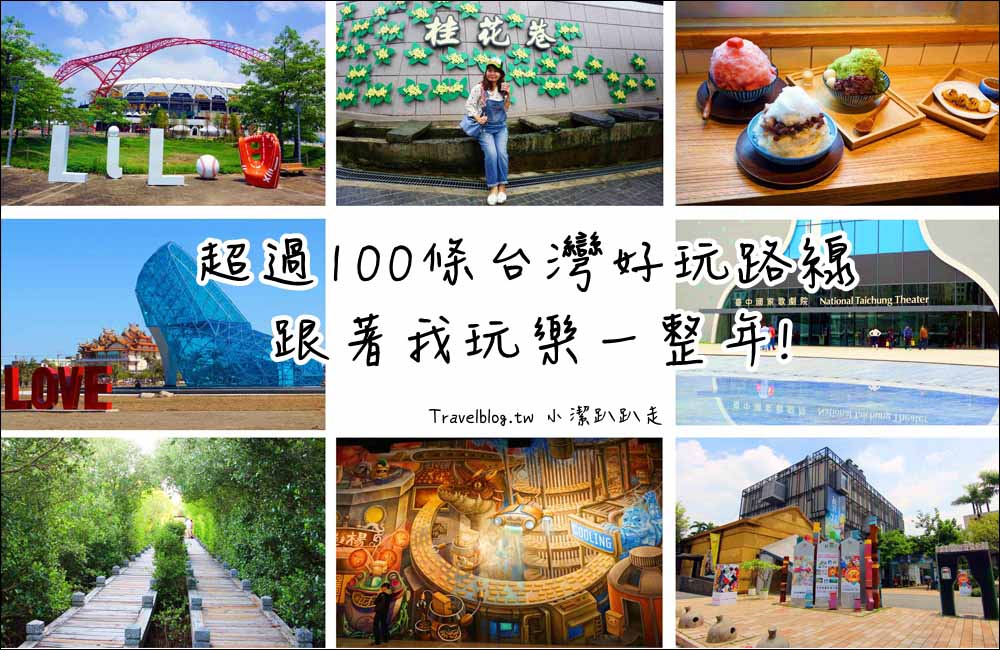 LiL
桂花巷
超過100條台灣好玩路線
跟著我玩樂一整年!
Travelblog.tw 小潔趴趴走
LOVE
臺中國家歌劇院 National Taichung Theater
COOLING